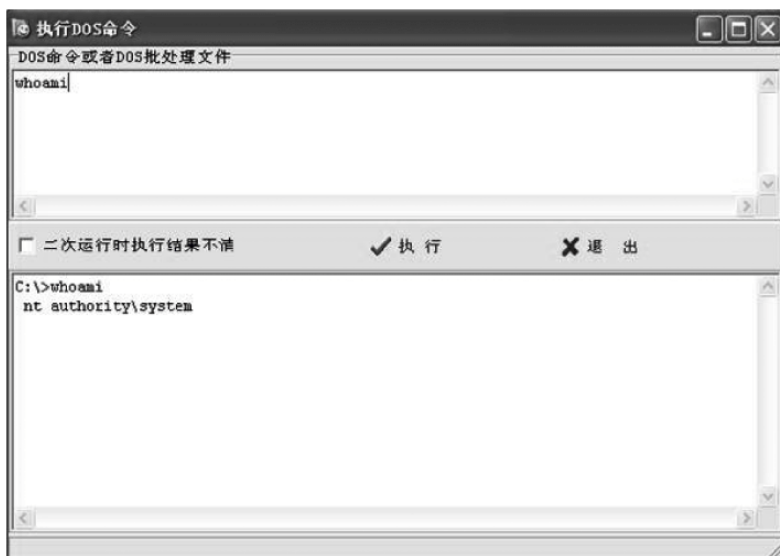 执行DOS命令
DOS命令或者DOS批处理文件
whoami
二次运行时执行结果不清
执 行
退 出
C:\>whoami
nt authority\system